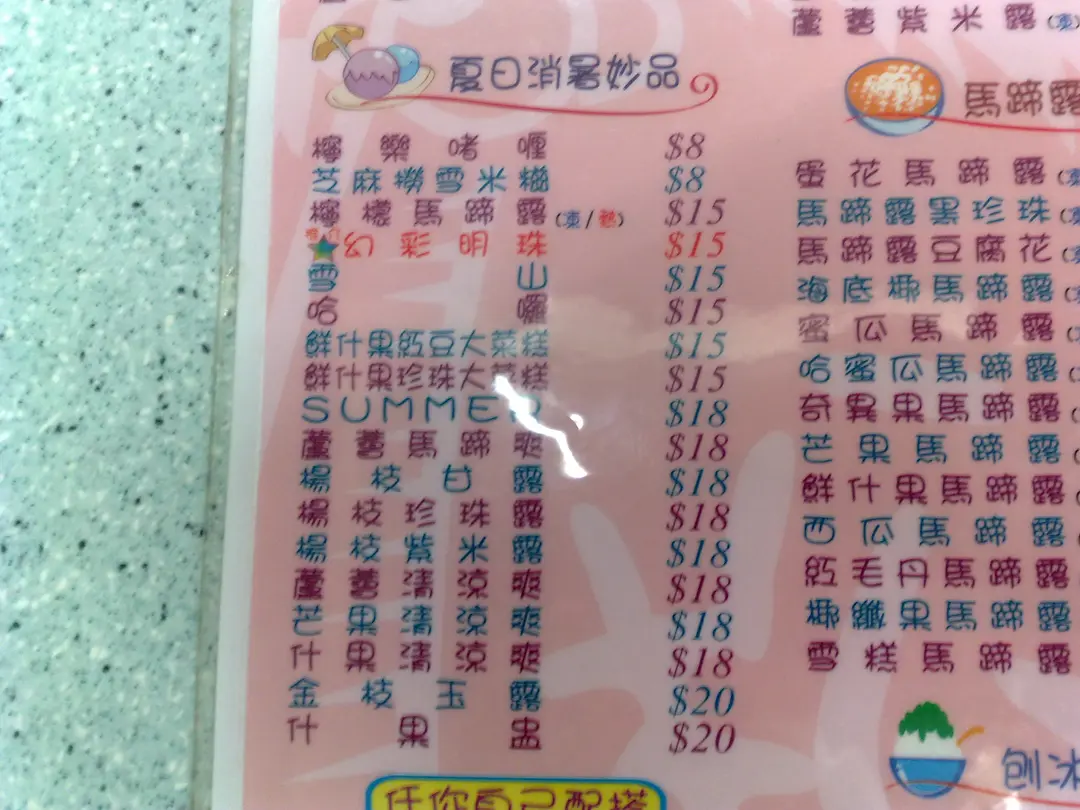 夏日消暑妙品
檸樂啫喱 $8
芝麻撈雪米糍 $8
檸檬馬蹄露(凍/熱) $15
幻彩明珠 $15
雪山 $15
哈囉 $15
鮮什果紅豆大菜糕 $15
鮮什果珍珠大菜糕 $15
SUMMER $18
蘆薈馬蹄爽 $18
楊枝甘露 $18
楊枝珍珠露 $18
楊枝紫米露 $18
蘆薈清涼爽 $18
芒果清涼爽 $18
什果清涼爽 $18
金枝玉露 $20
什果盅 $20
任你自己配搭
蘆薈紫米露(凍)
馬蹄露
蛋花馬蹄露
馬蹄露黑珍珠
馬蹄露豆腐花
海底椰馬蹄露
蜜瓜馬蹄露
哈蜜瓜馬蹄露
奇異果馬蹄露
芒果馬蹄露
鮮什果馬蹄露
西瓜馬蹄露
紅毛丹馬蹄露
椰纖果馬蹄露
雪糕馬蹄露
刨冰